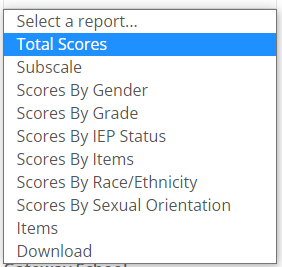 Select a report...
Total Scores
Subscale
Scores By Gender
Scores By Grade
Scores By IEP Status
Scores By Items
Scores By Race/Ethnicity
Scores By Sexual Orientation
Items
Download